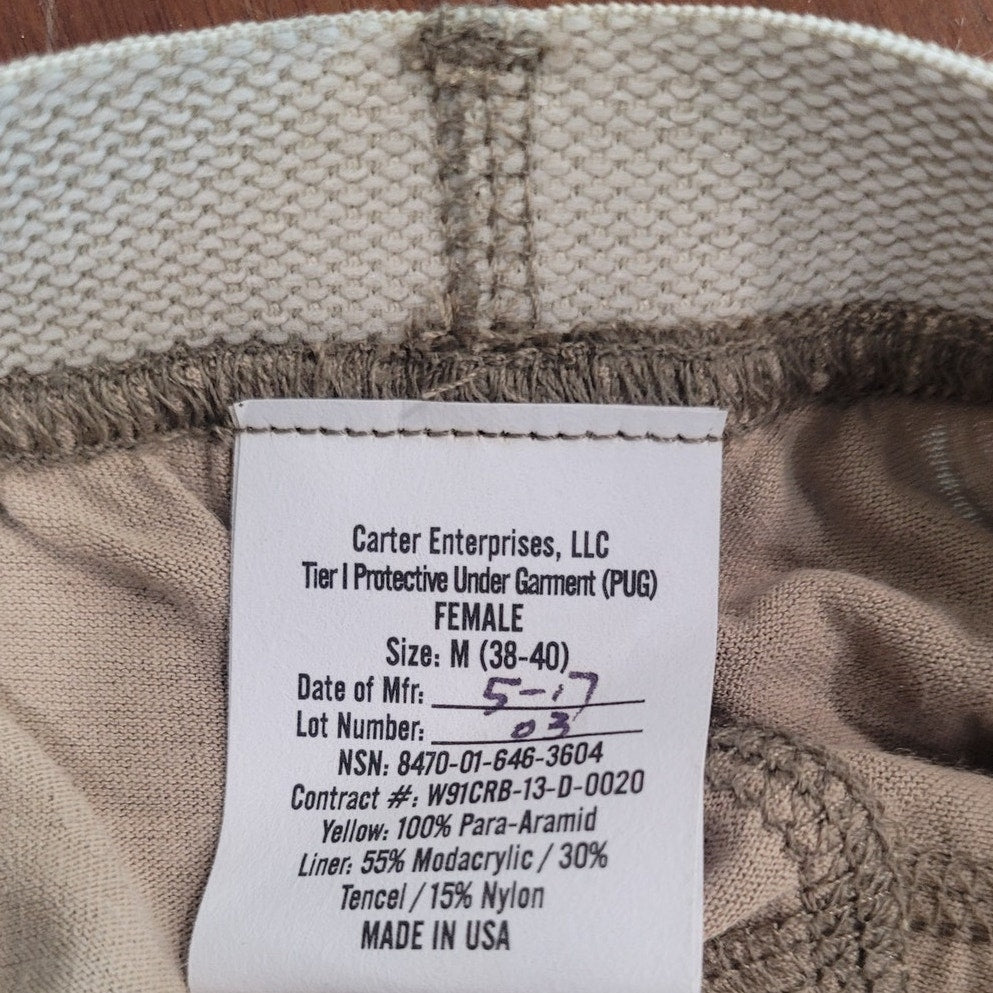 Carter Enterprises, LLC
Tier I Protective Under Garment (PUG)
FEMALE
Size: M (38-40)
Date of Mfr: 5-17
Lot Number: 03
NSN: 8470-01-646-3604
Contract #: W91CRB-13-D-0020
Yellow: 100% Para-Aramid
Liner: 55% Modacrylic / 30%
Tencel / 15% Nylon
MADE IN USA